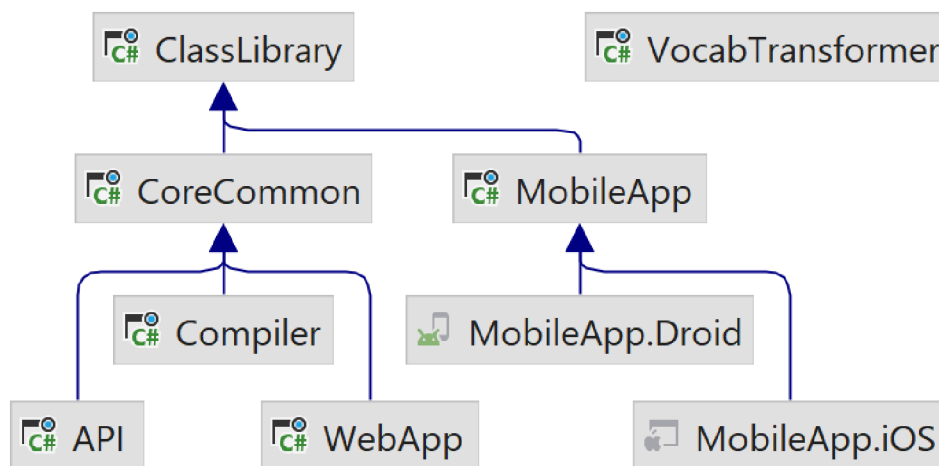 C# ClassLibrary
C# VocabTransformer
C# CoreCommon
C# MobileApp
C# Compiler
MobileApp.Droid
C# API
C# WebApp
MobileApp.iOS